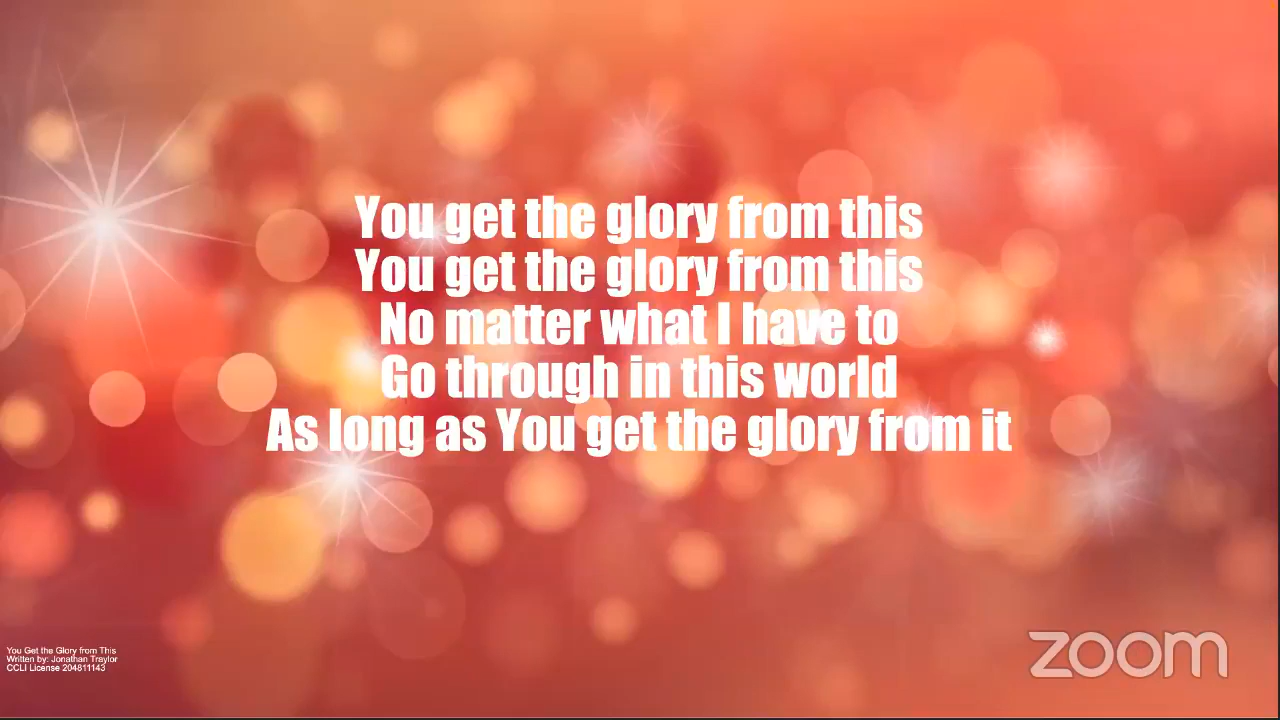 You get the glory from this
You get the glory from this
No matter what I have to
Go through in this world
As long as You get the glory from it
You Get the Glory from This
Written by: Jonathan Traylor
CCLI License 204811143
zoom